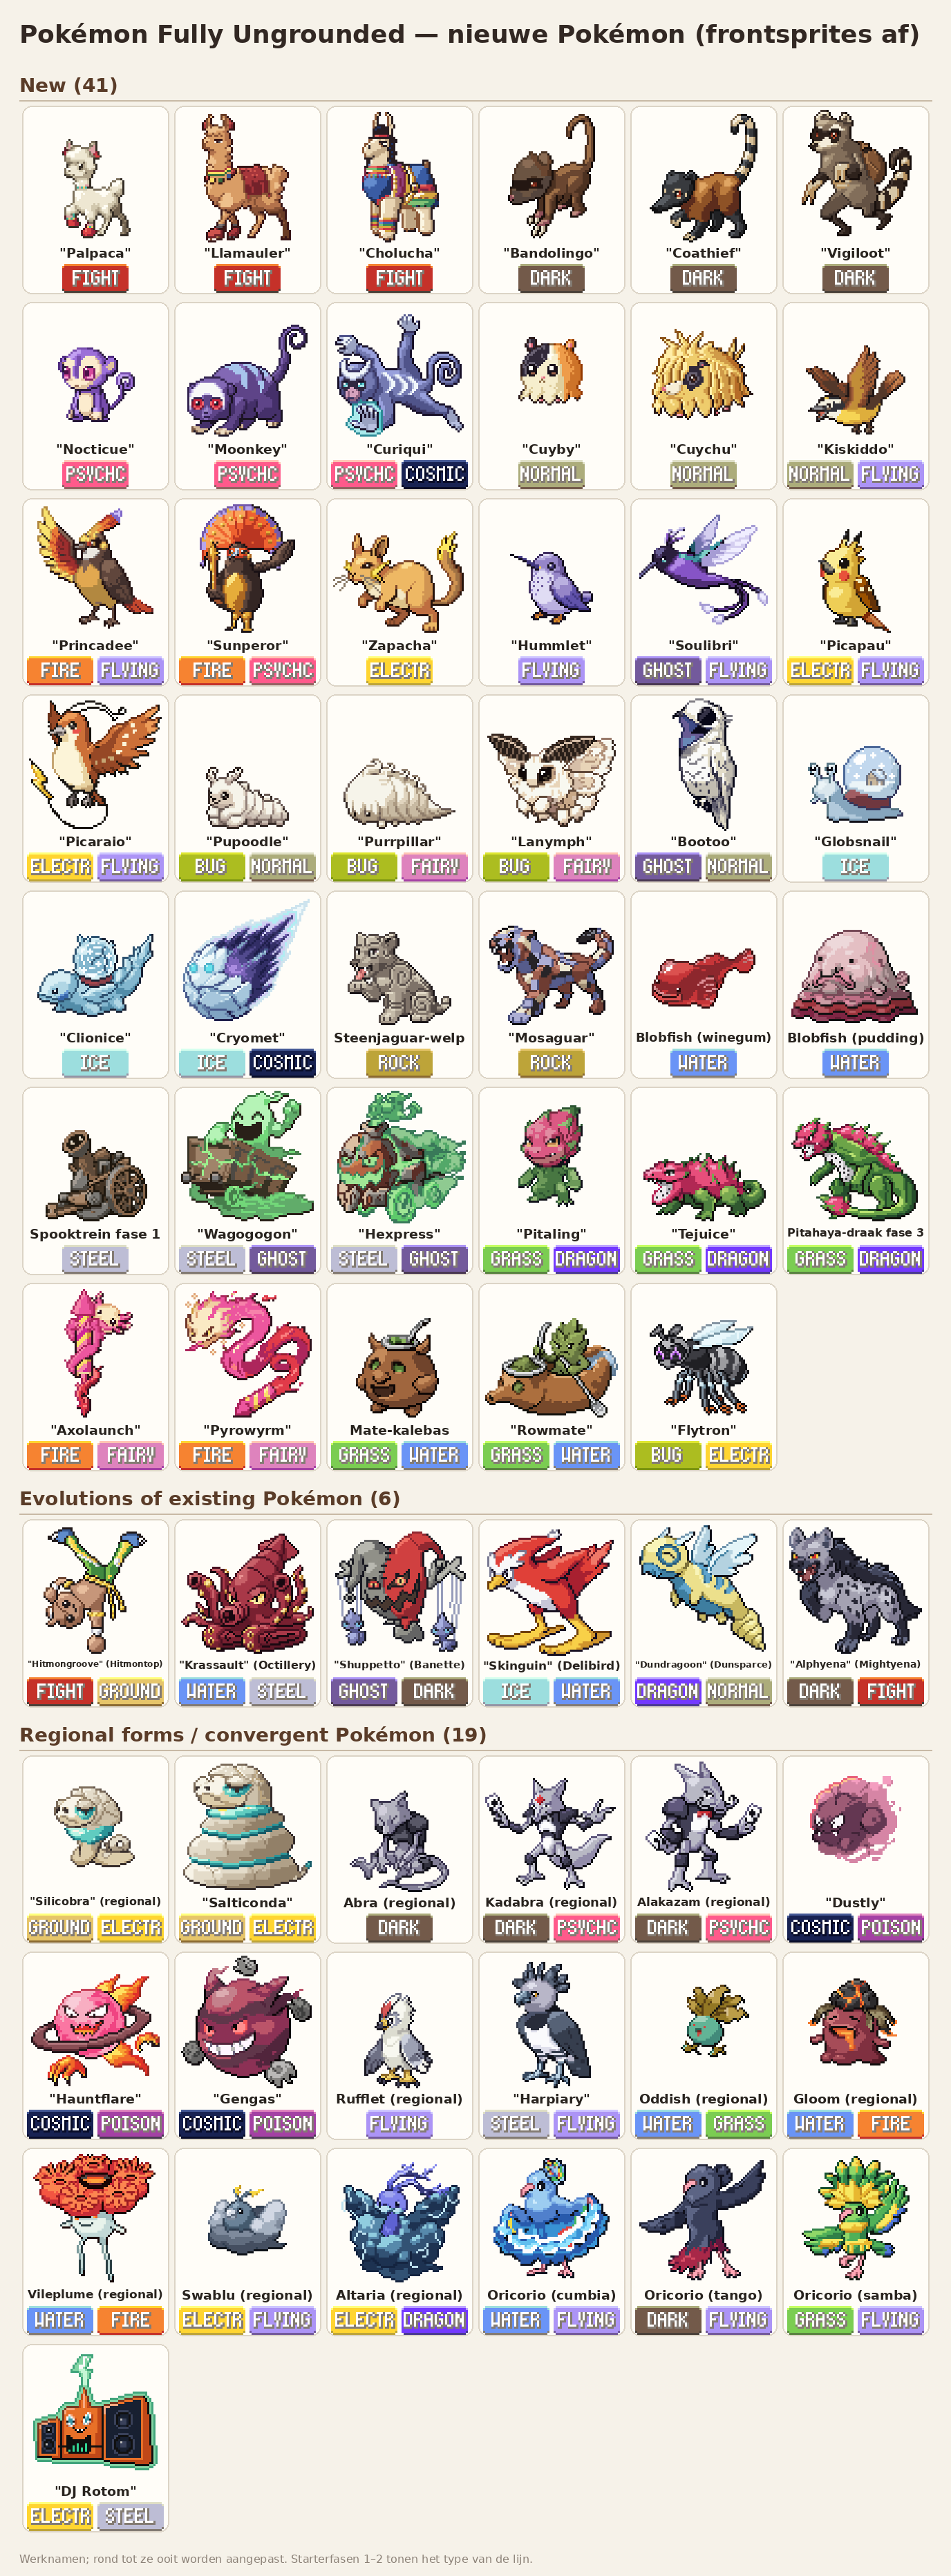 Pokémon Fully Ungrounded — nieuwe Pokémon (frontsprites af)
New (41)
"Palpaca" "Llamauler" "Cholucha" "Bandolingo" "Coathief" "Vigiloot"
FIGHT FIGHT FIGHT DARK DARK DARK
"Nocticue" "Moonkey" "Curiqui" "Cuyby" "Cuychu" "Kiskiddo"
PSYCHC PSYCHC PSYCHC COSMIC NORMAL NORMAL NORMAL FLYING
"Princadee" "Sunperor" "Zapacha" "Hummlet" "Soulibri" "Picapau"
FIRE FLYING FIRE PSYCHC ELECTR FLYING GHOST FLYING ELECTR FLYING
"Picaraio" "Pupoodle" "Purrpillar" "Lanymph" "Bootoo" "Globsnail"
ELECTR FLYING BUG NORMAL BUG FAIRY BUG FAIRY GHOST NORMAL ICE
"Clionice" "Cryomet" Steenjaguar-welp "Mosaguar" Blobfish (winegum) Blobfish (pudding)
ICE ICE COSMIC ROCK ROCK WATER WATER
Spooktrein fase 1 "Wagogogon" "Hexpress" "Pitaling" "Tejuice" Pitahaya-draak fase 3
STEEL STEEL GHOST STEEL GHOST GRASS DRAGON GRASS DRAGON GRASS DRAGON
"Axolaunch" "Pyrowyrm" Mate-kalebas "Rowmate" "Flytron"
FIRE FAIRY FIRE FAIRY GRASS WATER GRASS WATER BUG ELECTR
Evolutions of existing Pokémon (6)
"Hitmongroove" (Hitmontop) "Krassault" (Octillery) "Shuppetto" (Banette) "Skinguin" (Delibird) "Dundragoon" (Dunsparce) "Alphyena" (Mightyena)
FIGHT GROUND WATER STEEL GHOST DARK ICE WATER DRAGON NORMAL DARK FIGHT
Regional forms / convergent Pokémon (19)
"Silicobra" (regional) "Salticonda" Abra (regional) Kadabra (regional) Alakazam (regional) "Dustly"
GROUND ELECTR GROUND ELECTR DARK DARK PSYCHC DARK PSYCHC COSMIC POISON
"Hauntflare" "Gengas" Rufflet (regional) "Harpiary" Oddish (regional) Gloom (regional)
COSMIC POISON COSMIC POISON FLYING STEEL FLYING WATER GRASS WATER FIRE
Vileplume (regional) Swablu (regional) Altaria (regional) Oricorio (cumbia) Oricorio (tango) Oricorio (samba)
WATER FIRE ELECTR FLYING ELECTR DRAGON WATER FLYING DARK FLYING GRASS FLYING
"DJ Rotom"
ELECTR STEEL
Werknamen; rond tot ze ooit worden aangepast. Starterfasen 1–2 tonen het type van de lijn.